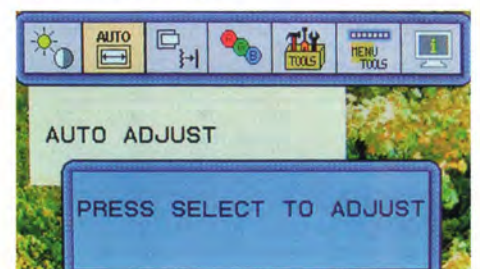 AUTO
TOOLS
MENU
TOOLS
AUTO ADJUST
PRESS SELECT TO ADJUST